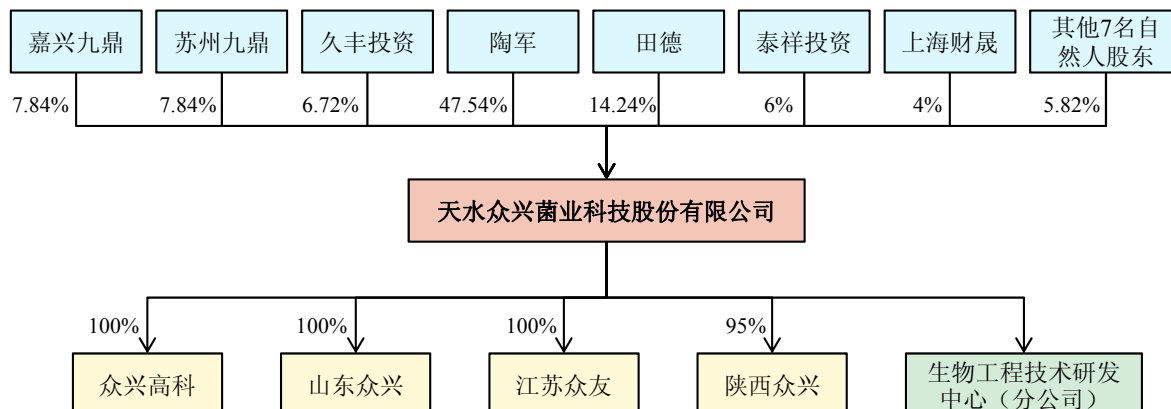 嘉兴九鼎
苏州九鼎
久丰投资
陶军
田德
泰祥投资
上海财晟
其他7名自
然人股东
7.84%
7.84%
6.72%
47.54%
14.24%
6%
4%
5.82%
天水众兴菌业科技股份有限公司
100%
100%
100%
95%
众兴高科
山东众兴
江苏众友
陕西众兴
生物工程技术研发
中心（分公司）